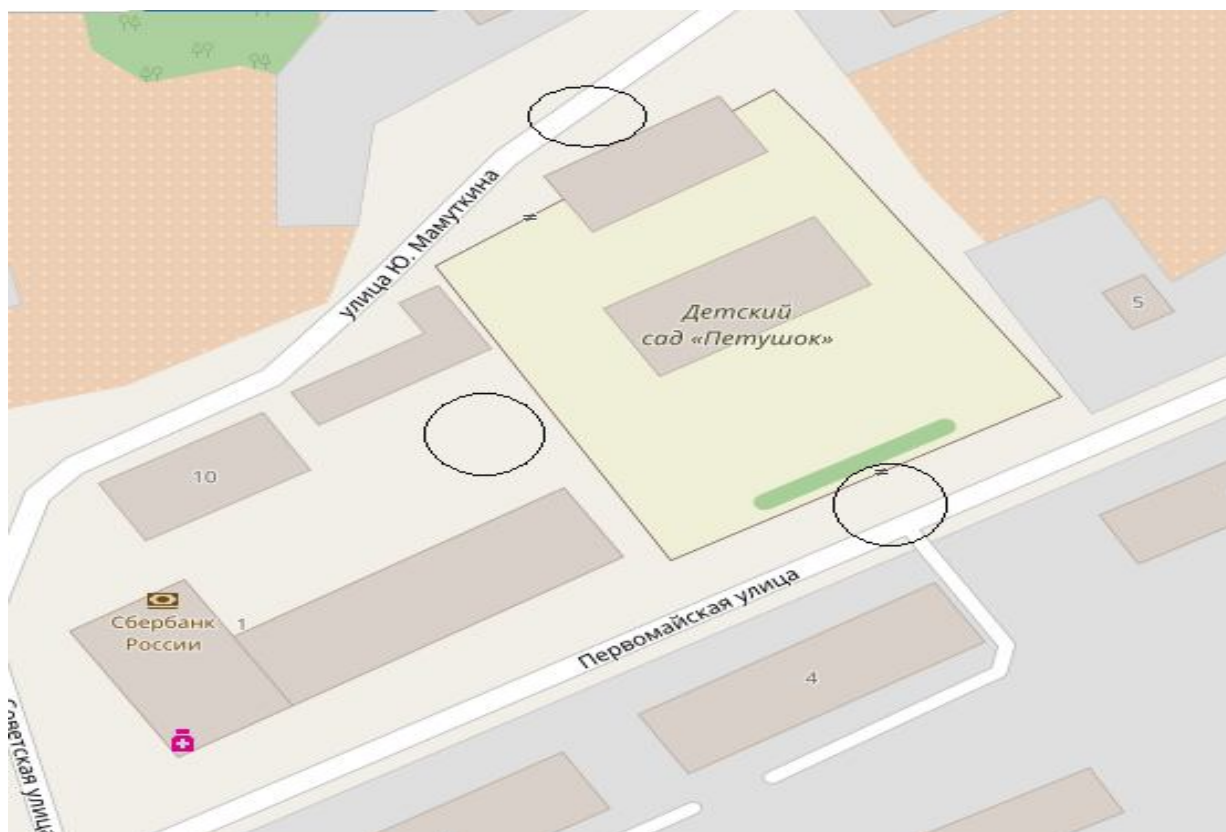 улица Ю. Мамуткина
5
Детский
сад «Петушок»
10
Сбербанк
России
1
Первомайская улица
4
Советская улица